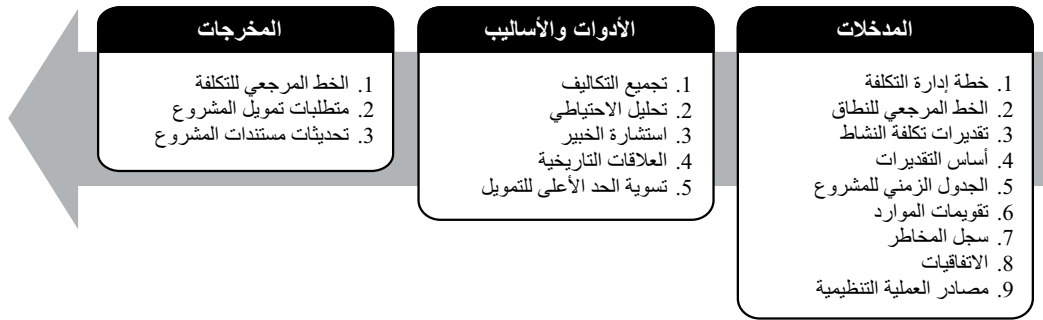 المدخلات
1. خطة إدارة التكلفة
2. الخط المرجعي للنطاق
3. تقديرات تكلفة النشاط
4. أساس التقديرات
5. الجدول الزمني للمشروع
6. تقويمات الموارد
7. سجل المخاطر
8. الاتفاقيات
9. مصادر العملية التنظيمية
الأدوات والأساليب
1. تجميع التكاليف
2. تحليل الاحتياطي
3. استشارة الخبير
4. العلاقات التاريخية
5. تسوية الحد الأعلى للتمويل
المخرجات
1. الخط المرجعي للتكلفة
2. متطلبات تمويل المشروع
3. تحديثات مستندات المشروع